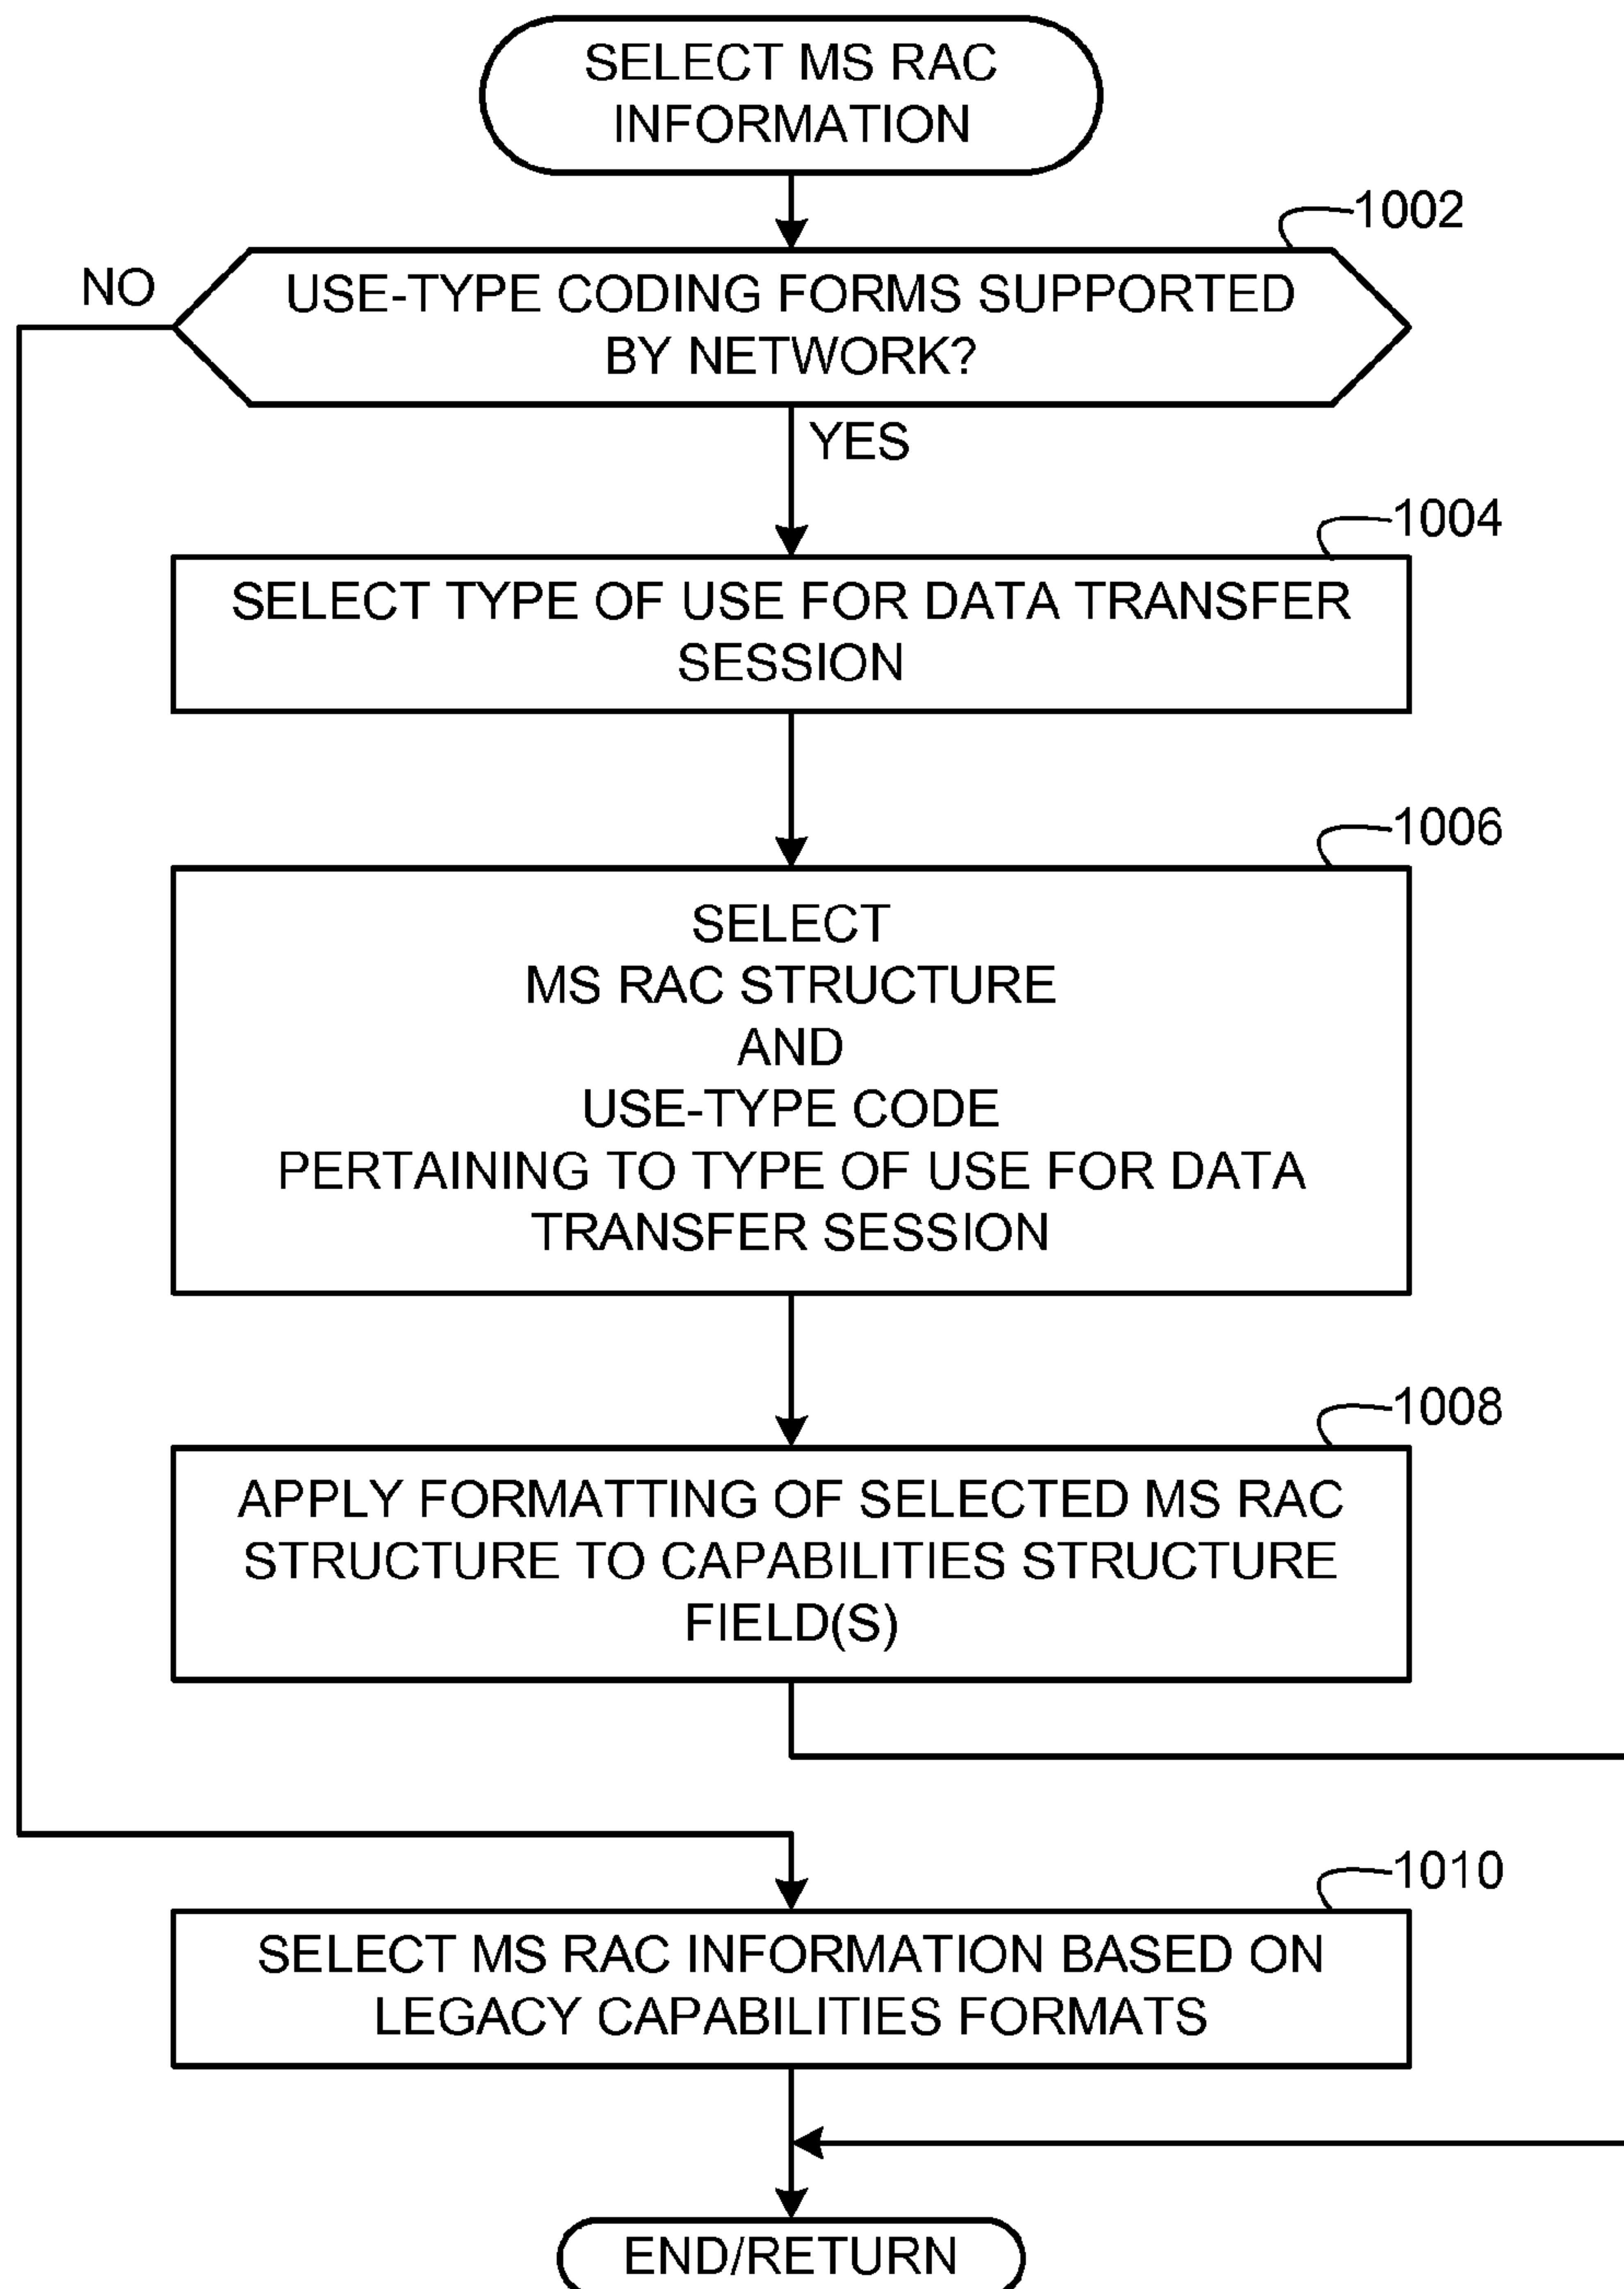 SELECT MS RAC
INFORMATION
1002
NO
USE-TYPE CODING FORMS SUPPORTED
BY NETWORK?
YES
1004
SELECT TYPE OF USE FOR DATA TRANSFER
SESSION
1006
SELECT
MS RAC STRUCTURE
AND
USE-TYPE CODE
PERTAINING TO TYPE OF USE FOR DATA
TRANSFER SESSION
1008
APPLY FORMATTING OF SELECTED MS RAC
STRUCTURE TO CAPABILITIES STRUCTURE
FIELD(S)
1010
SELECT MS RAC INFORMATION BASED ON
LEGACY CAPABILITIES FORMATS
END/RETURN